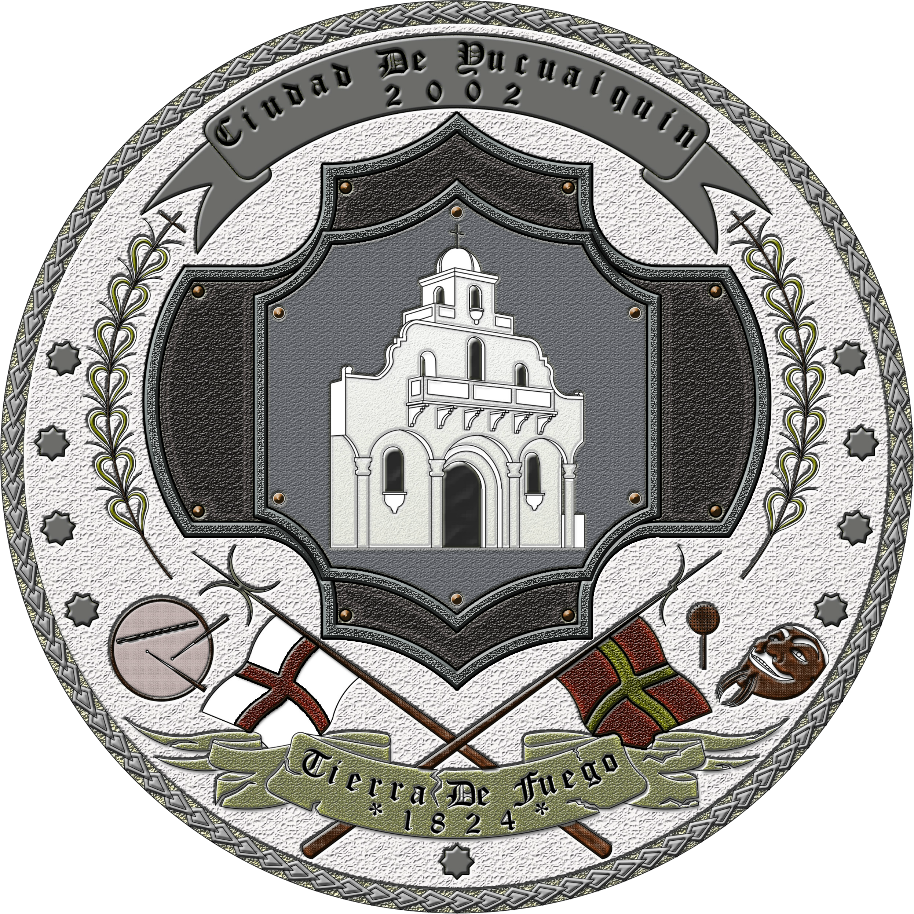 Ciudad De Yucuaiquin
2002
Tierra De Fuego
*1824*